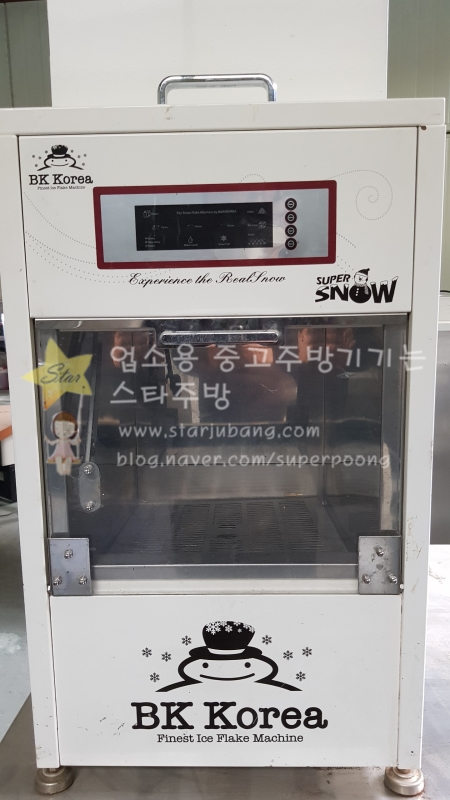 BK Korea
Finest Ice Flake Machine
Experience the RealSnow
SUPER
SNOW
Star
업소용 중고주방기기는
스타주방
www.starjubang.com
blog.naver.com/superpoong
BK Korea
Finest Ice Flake Machine